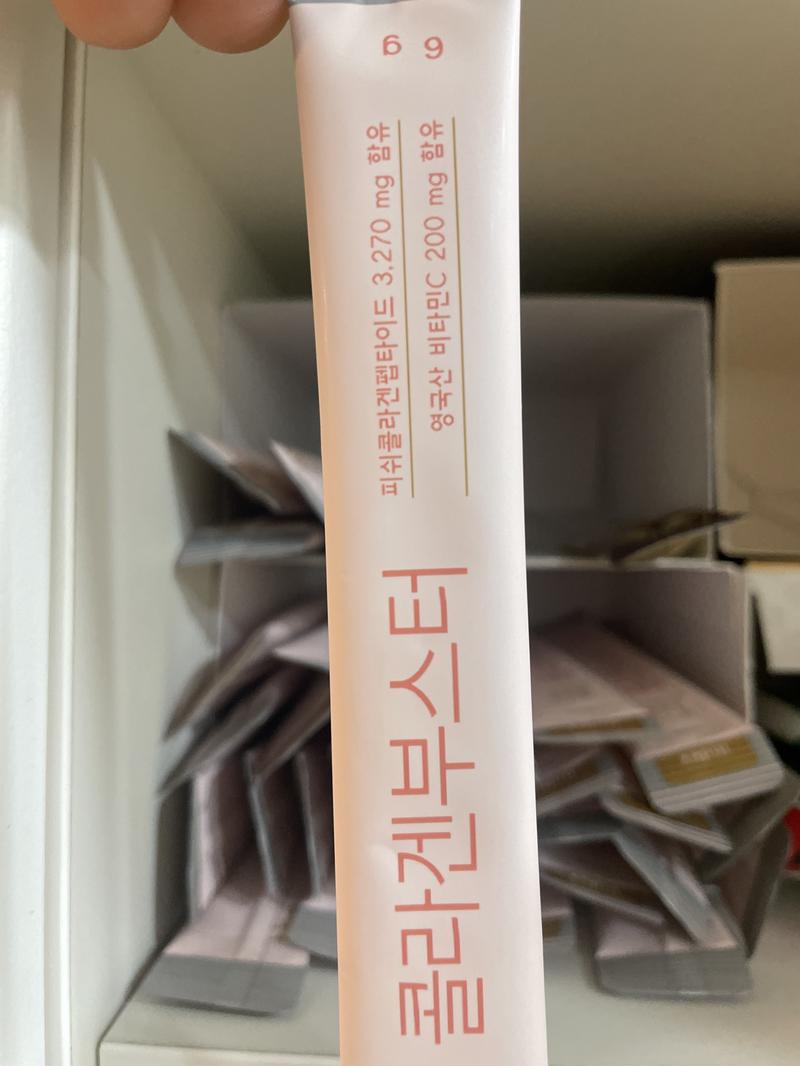 콜라겐부스터
피쉬콜라겐펩타이드 3,270 mg 함유
영국산 비타민C 200 mg 함유